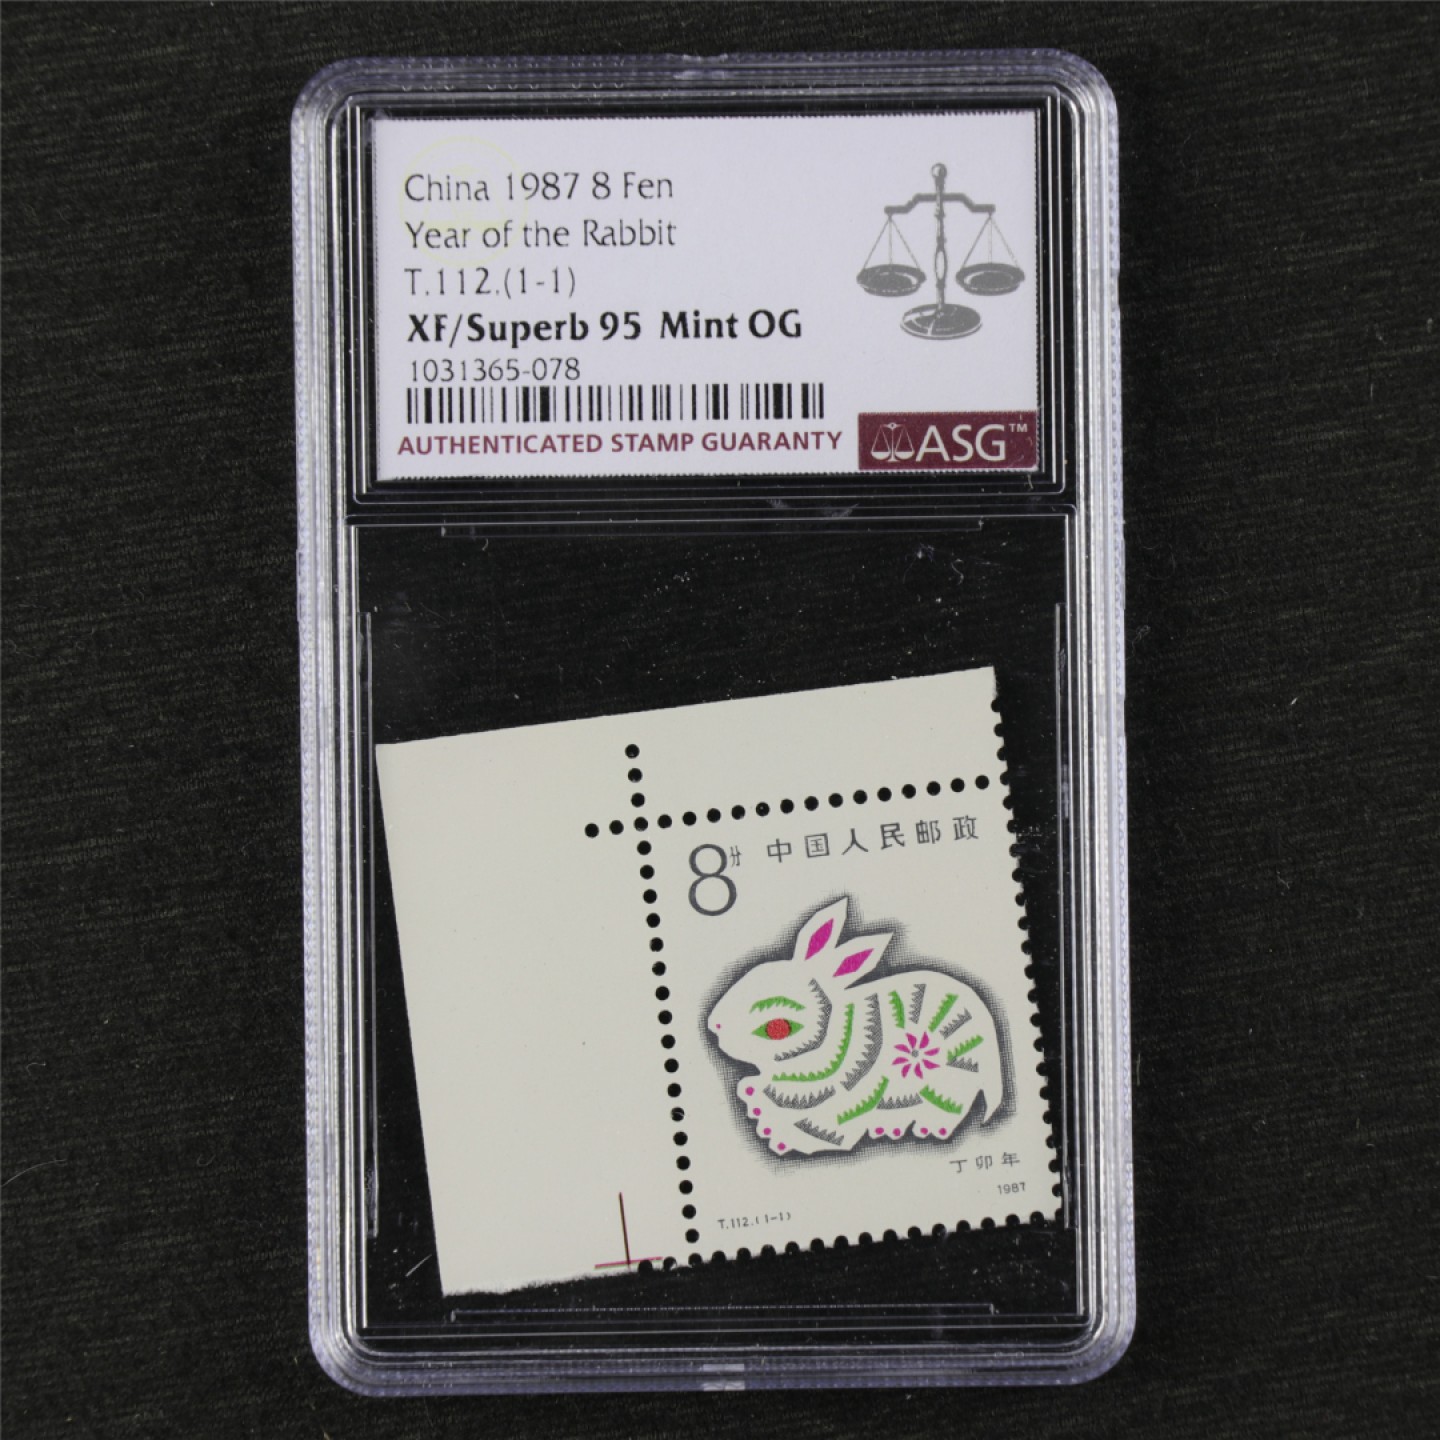 China 1987 8 Fen
Year of the Rabbit
T.112.(1-1)
XF/Superb 95 Mint OG
1031365-078
AUTHENTICATED STAMP GUARANTY
ASG™
8分 中国人民邮政
丁卯年
1987
T.112.(1-1)